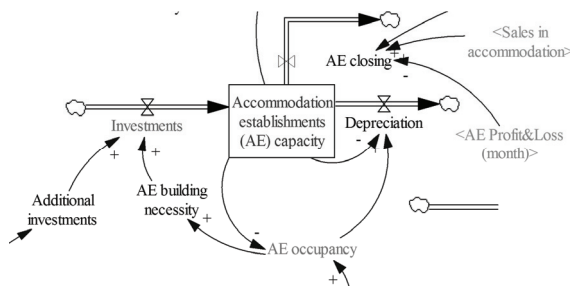 <Sales in
accommodation>
AE closing
+
+
-
Accommodation
establishments
(AE) capacity
Investments
Depreciation
<AE Profit&Loss
(month)>
+
+
-
+
Additional
investments
AE building
necessity
+
-
AE occupancy
+